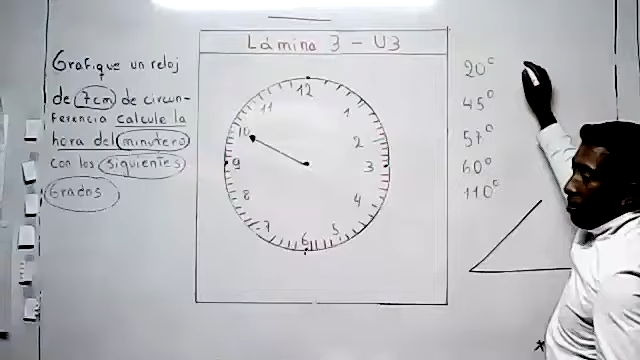 Lámina 3 - U3
Grafique un reloj
de 7cm de circun-
ferencia calcule la
hora del minutero
con los siguientes
Grados
12
1
2
3
4
5
6
7
8
9
10
11
20°
45°
57°
60°
110°